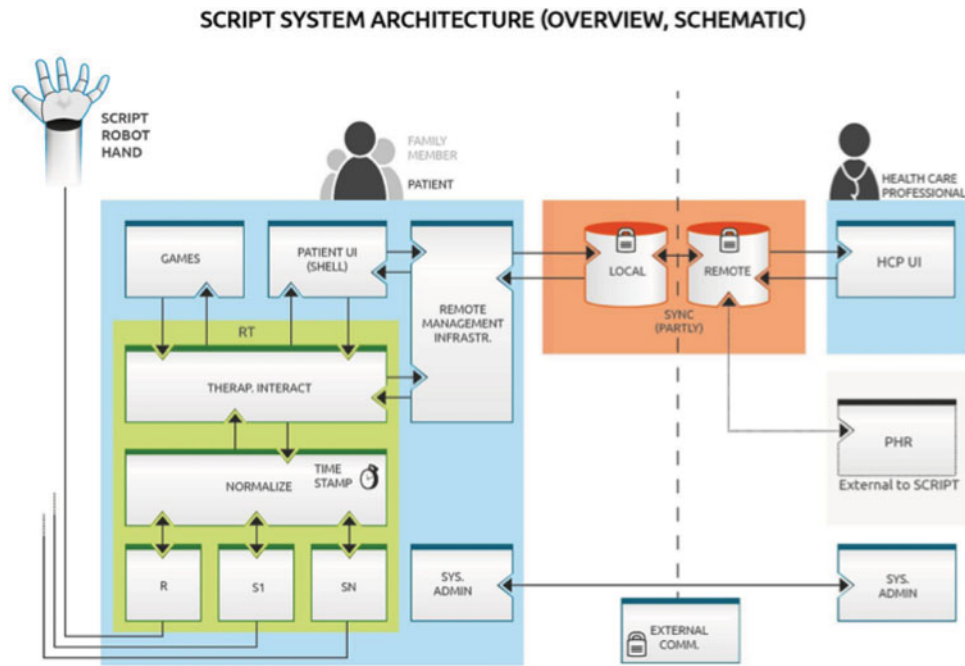 SCRIPT SYSTEM ARCHITECTURE (OVERVIEW, SCHEMATIC)
SCRIPT
ROBOT
HAND
FAMILY
MEMBER
PATIENT
HEALTH CARE
PROFESSIONAL
GAMES
PATIENT UI
(SHELL)
REMOTE
MANAGEMENT
INFRASTR.
LOCAL
REMOTE
SYNC
(PARTLY)
HCP UI
RT
THERAP. INTERACT
NORMALIZE
TIME
STAMP
PHR
External to SCRIPT
R
S1
SN
SYS.
ADMIN
SYS.
ADMIN
EXTERNAL
COMM.